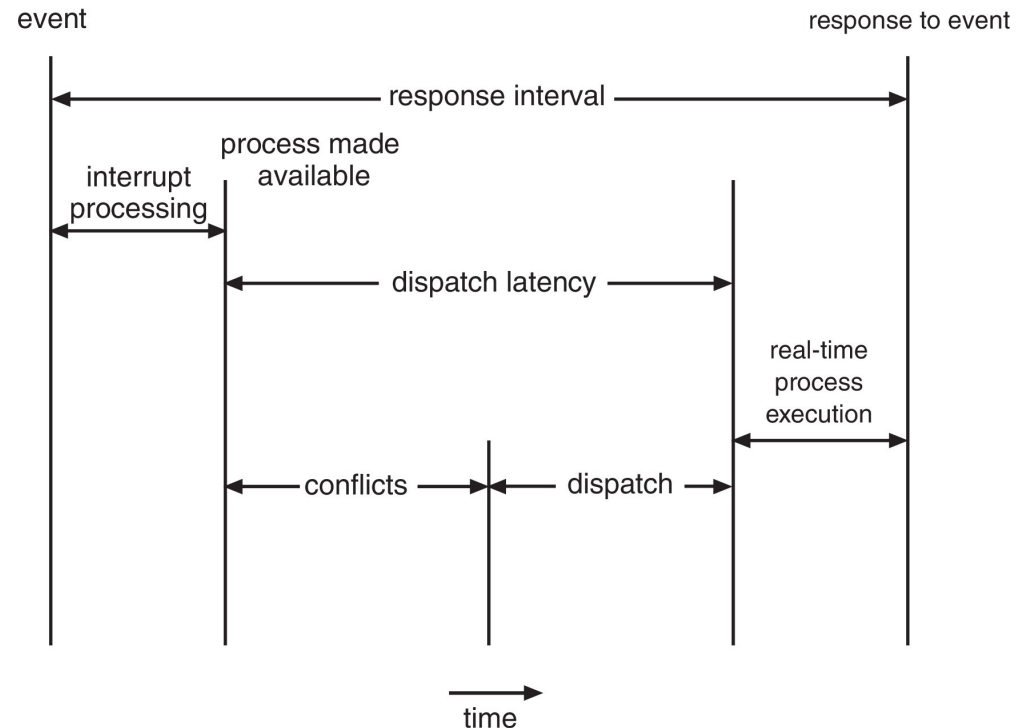 event
response to event
response interval
process made
available
interrupt
processing
dispatch latency
real-time
process
execution
conflicts
dispatch
time